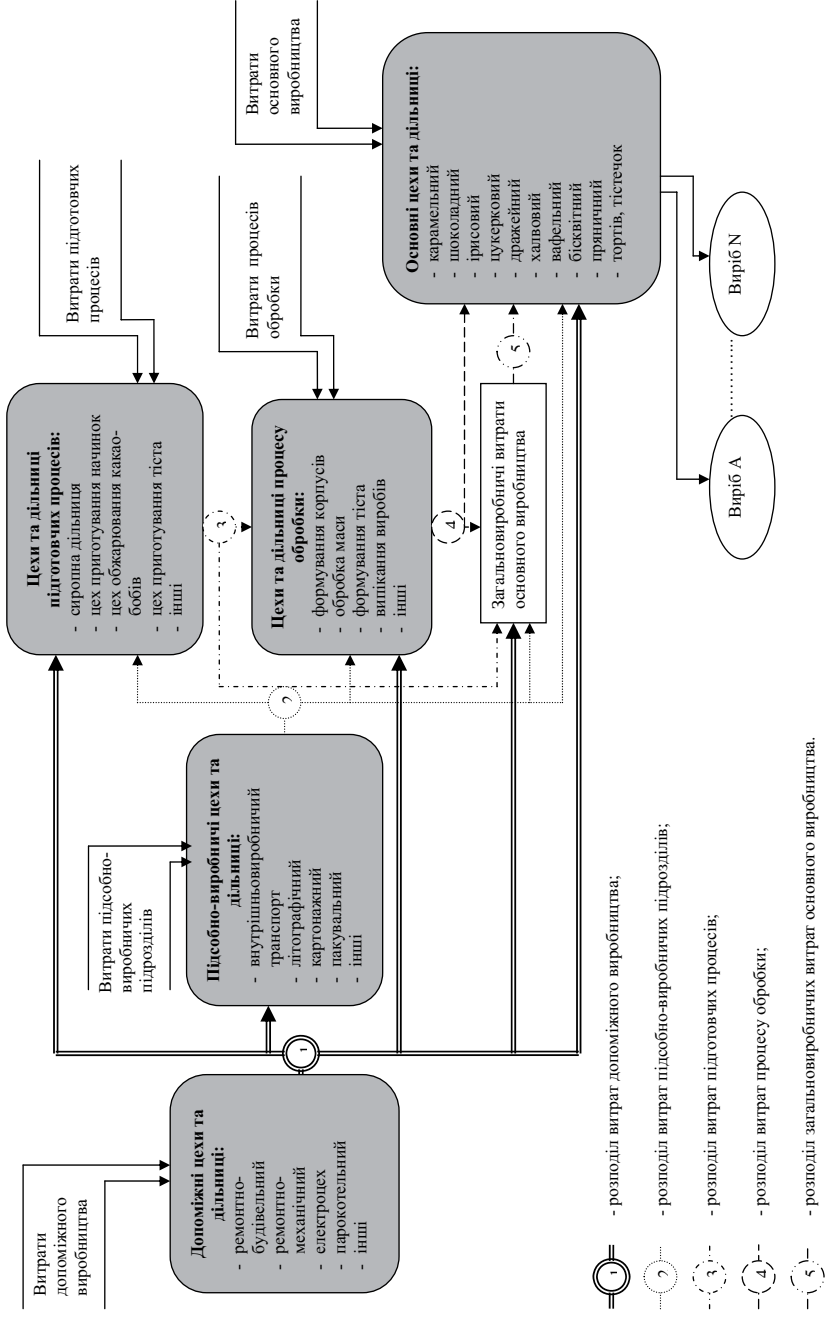 Витрати
допоміжного
виробництва
Допоміжні цехи та
дільниці:
- ремонтно-
будівельний
- ремонтно-
механічний
- електроцех
- парокотельний
- інші
1
Витрати підсобно-
виробничих
підрозділів
Підсобно-виробничі цехи та
дільниці:
- внутрішньовиробничий
транспорт
- літографічний
- картонажний
- пакувальний
- інші
2
Витрати підготовчих
процесів
Цехи та дільниці
підготовчих процесів:
- сиропна дільниця
- цех приготування начинок
- цех обжарювання какао-
бобів
- цех приготування тіста
- інші
3
Витрати процесів
обробки
Цехи та дільниці процесу
обробки:
- формування корпусів
- обробка маси
- формування тіста
- випікання виробів
- інші
4
Загальновиробничі витрати
основного виробництва
5
Витрати
основного
виробництва
Основні цехи та дільниці:
- карамельний
- шоколадний
- ірисовий
- цукерковий
- дражейний
- халвовий
- вафельний
- бісквітний
- пряничний
- тортів, тістечок
Виріб А
Виріб N
1 - розподіл витрат допоміжного виробництва;
2 - розподіл витрат підсобно-виробничих підрозділів;
3 - розподіл витрат підготовчих процесів;
4 - розподіл витрат процесу обробки;
5 - розподіл загальновиробничих витрат основного виробництва.